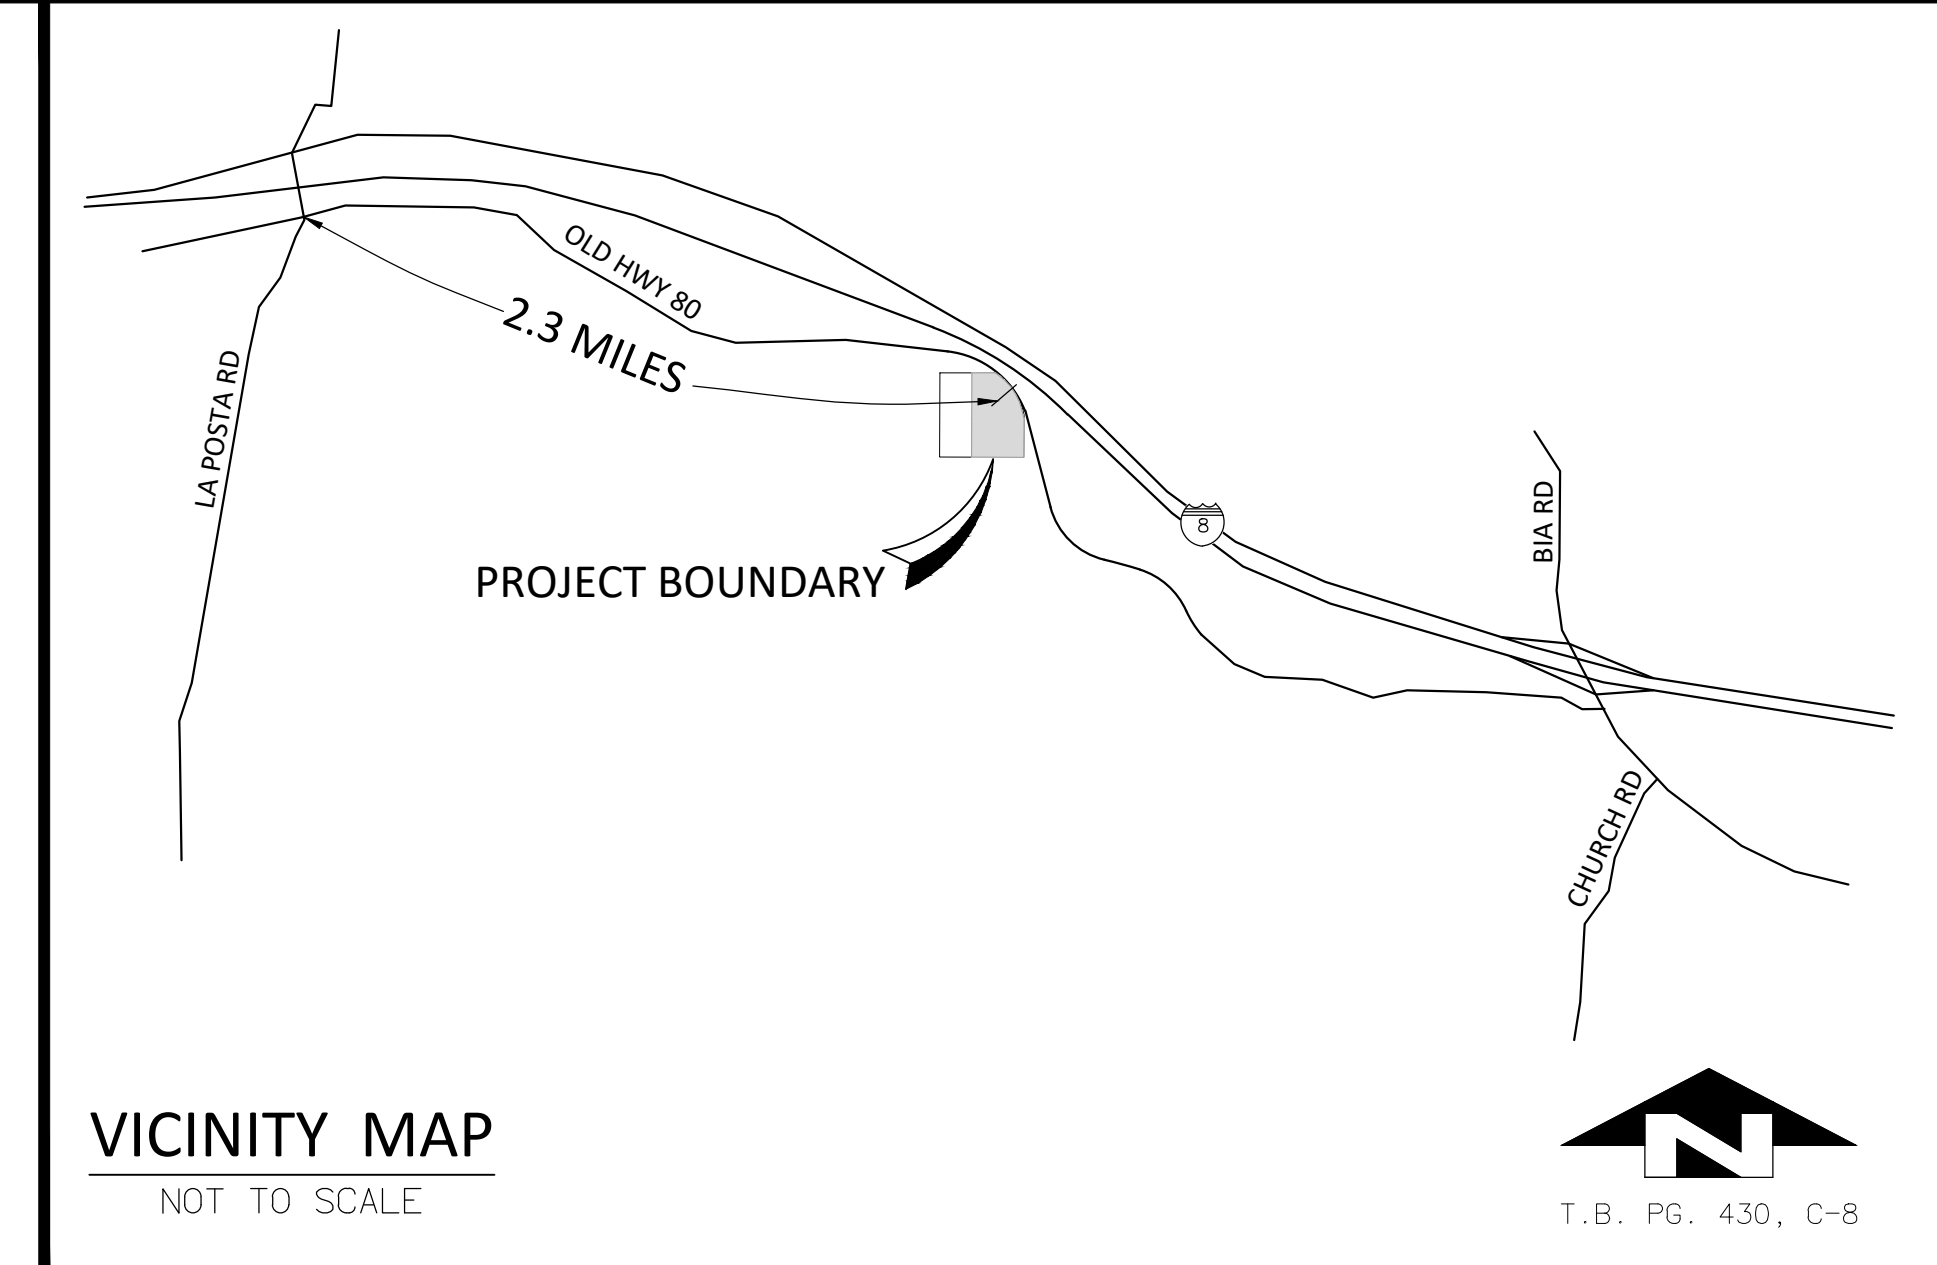 OLD HWY 80
2.3 MILES
LA POSTA RD
PROJECT BOUNDARY
8
BIA RD
CHURCH RD
VICINITY MAP
NOT TO SCALE
N
T.B. PG. 430, C-8